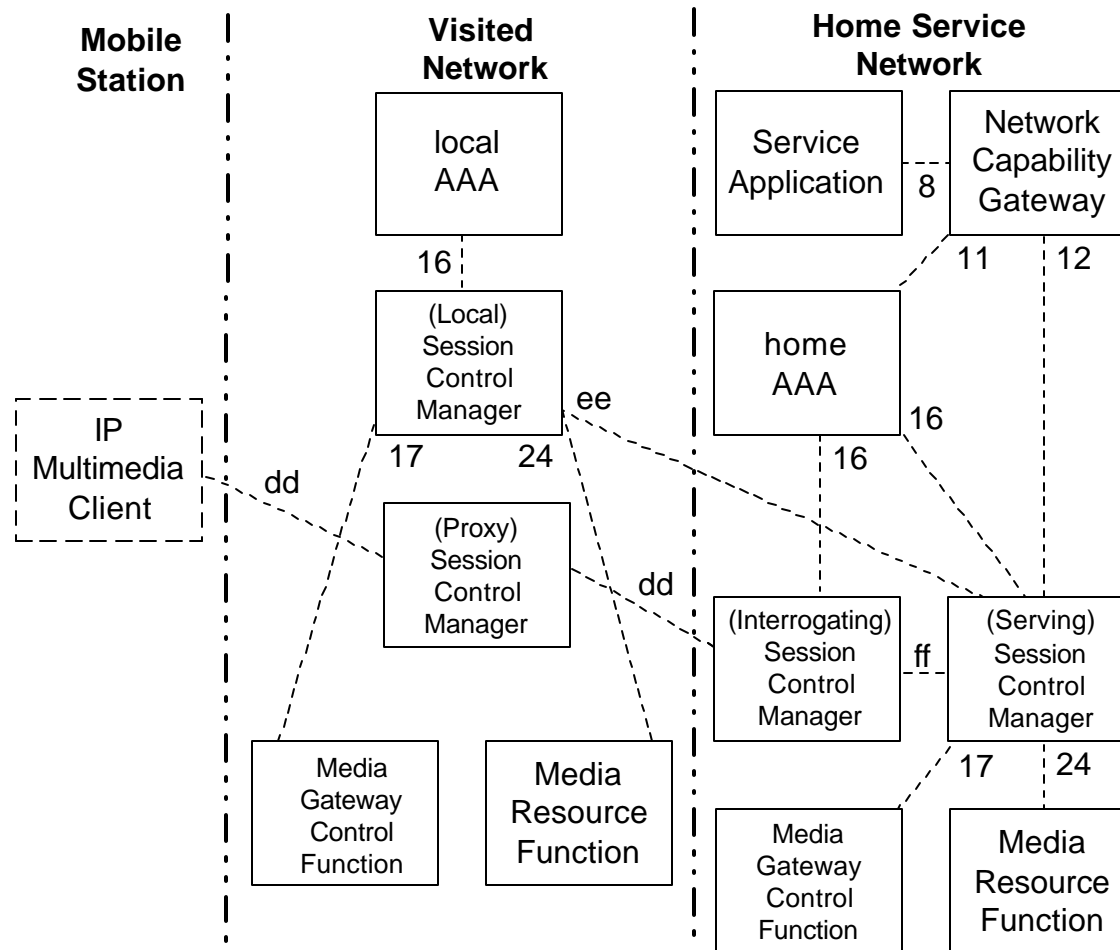 Mobile
Station
Visited
Network
Home Service
Network
local
AAA
Service
Application
8
Network
Capability
Gateway
16
11
12
(Local)
Session
Control
Manager
home
AAA
17
24
ee
16
16
IP
Multimedia
Client
dd
(Proxy)
Session
Control
Manager
dd
(Interrogating)
Session
Control
Manager
ff
(Serving)
Session
Control
Manager
17
24
Media
Gateway
Control
Function
Media
Resource
Function
Media
Gateway
Control
Function
Media
Resource
Function